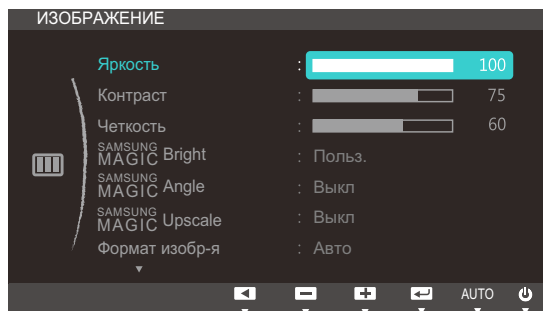 ИЗОБРАЖЕНИЕ
Яркость : 100
Контраст : 75
Четкость : 60
SAMSUNG MAGIC Bright : Польз.
SAMSUNG MAGIC Angle : Выкл
SAMSUNG MAGIC Upscale : Выкл
Формат изобр-я : Авто
AUTO